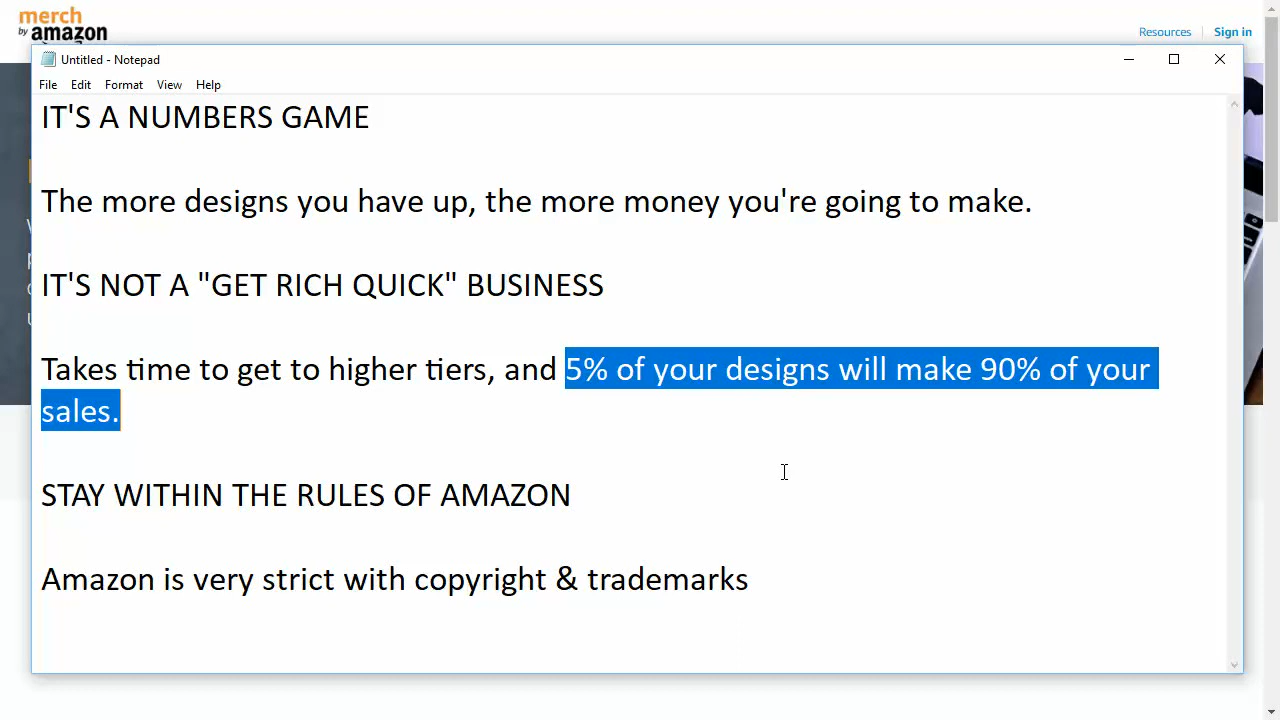 merch
by amazon
Resources
Sign in
Untitled - Notepad
File Edit Format View Help
IT'S A NUMBERS GAME
The more designs you have up, the more money you're going to make.
IT'S NOT A "GET RICH QUICK" BUSINESS
Takes time to get to higher tiers, and 5% of your designs will make 90% of your
sales.
STAY WITHIN THE RULES OF AMAZON
Amazon is very strict with copyright & trademarks